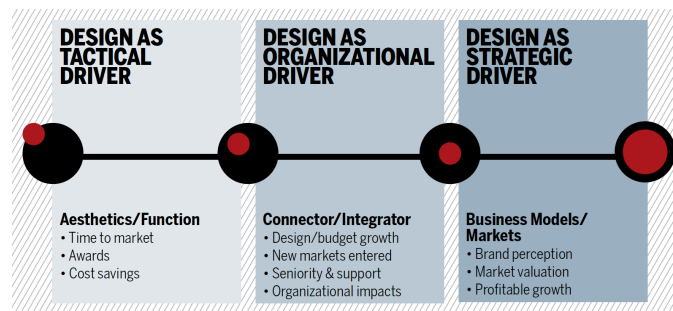 DESIGN AS
TACTICAL
DRIVER
Aesthetics/Function
• Time to market
• Awards
• Cost savings
DESIGN AS
ORGANIZATIONAL
DRIVER
Connector/Integrator
• Design/budget growth
• New markets entered
• Seniority & support
• Organizational impacts
DESIGN AS
STRATEGIC
DRIVER
Business Models/
Markets
• Brand perception
• Market valuation
• Profitable growth